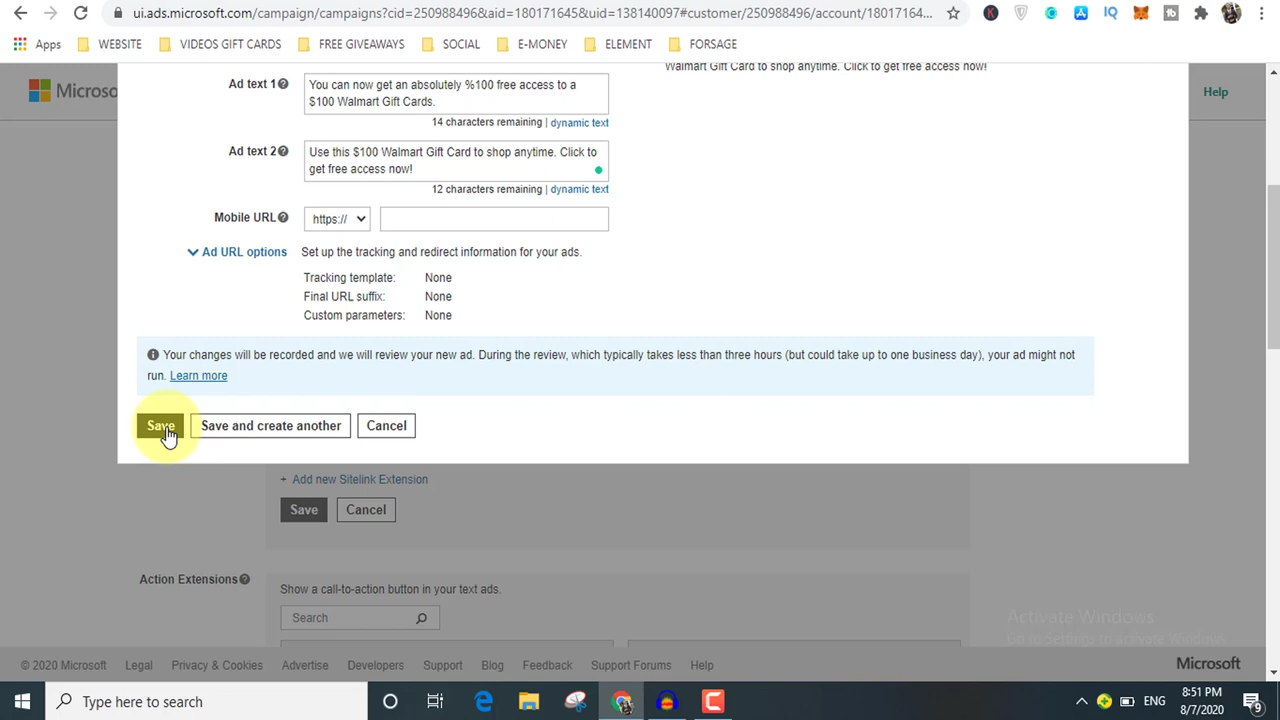 ui.ads.microsoft.com/campaign/campaigns?cid=250988496&aid=180171645&uid=138140097#customer/250988496/account/18017164...
Apps WEBSITE VIDEOS GIFT CARDS FREE GIVEAWAYS SOCIAL E-MONEY ELEMENT FORSAGE
Walmart Gift Card to shop anytime. Click to get free access now!
Microso
Help
Ad text 1
You can now get an absolutely %100 free access to a
$100 Walmart Gift Cards.
14 characters remaining | dynamic text
Ad text 2
Use this $100 Walmart Gift Card to shop anytime. Click to
get free access now!
12 characters remaining | dynamic text
Mobile URL https://
Ad URL options Set up the tracking and redirect information for your ads.
Tracking template: None
Final URL suffix: None
Custom parameters: None
Your changes will be recorded and we will review your new ad. During the review, which typically takes less than three hours (but could take up to one business day), your ad might not
run. Learn more
Save Save and create another Cancel
+ Add new Sitelink Extension
Save Cancel
Action Extensions
Show a call-to-action button in your text ads.
Search
Activate Windows
Go to Settings to activate Windows.
© 2020 Microsoft Legal Privacy & Cookies Advertise Developers Support Blog Feedback Support Forums Help Microsoft
Type here to search
ENG
8:51 PM
8/7/2020
9